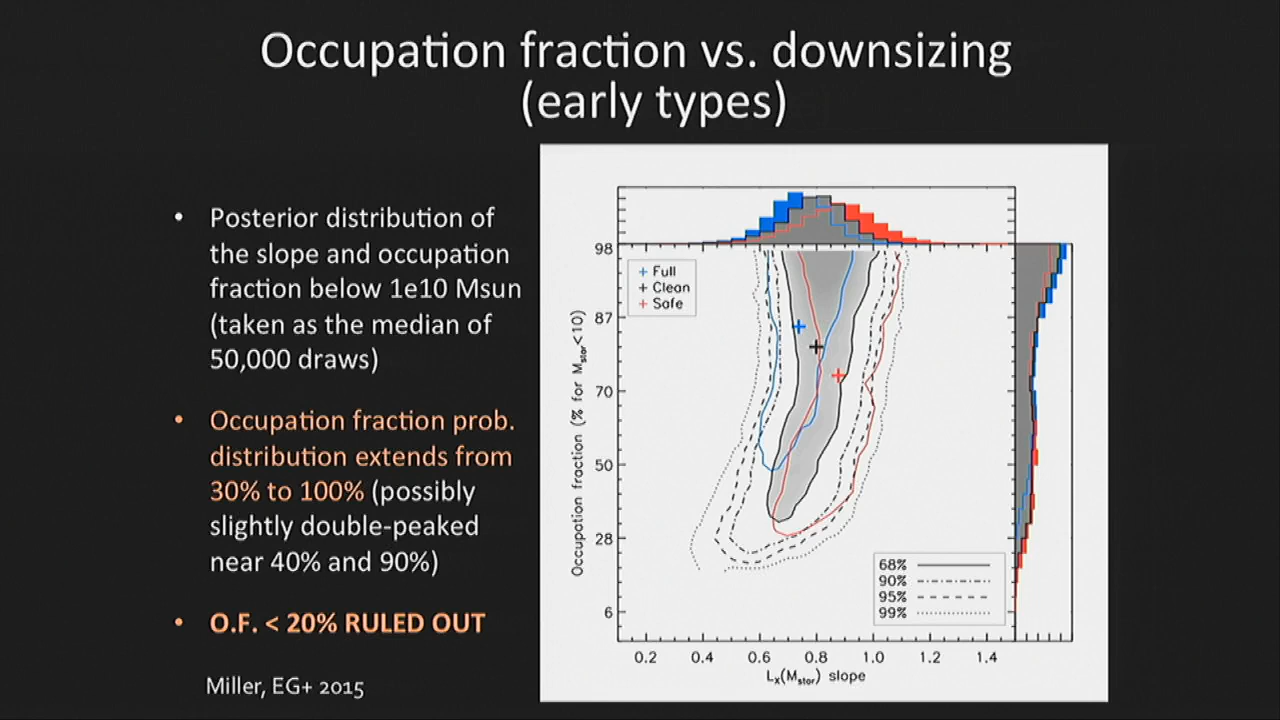 Occupation fraction vs. downsizing
(early types)
• Posterior distribution of
the slope and occupation
fraction below 1e10 Msun
(taken as the median of
50,000 draws)
• Occupation fraction prob.
distribution extends from
30% to 100% (possibly
slightly double-peaked
near 40% and 90%)
• O.F. < 20% RULED OUT
Miller, EG+ 2015
98
87
70
50
28
6
Occupation fraction (% for Mstar<10)
+ Full
+ Clean
+ Safe
68%
90%
95%
99%
0.2 0.4 0.6 0.8 1.0 1.2 1.4
LX(Mstar) slope